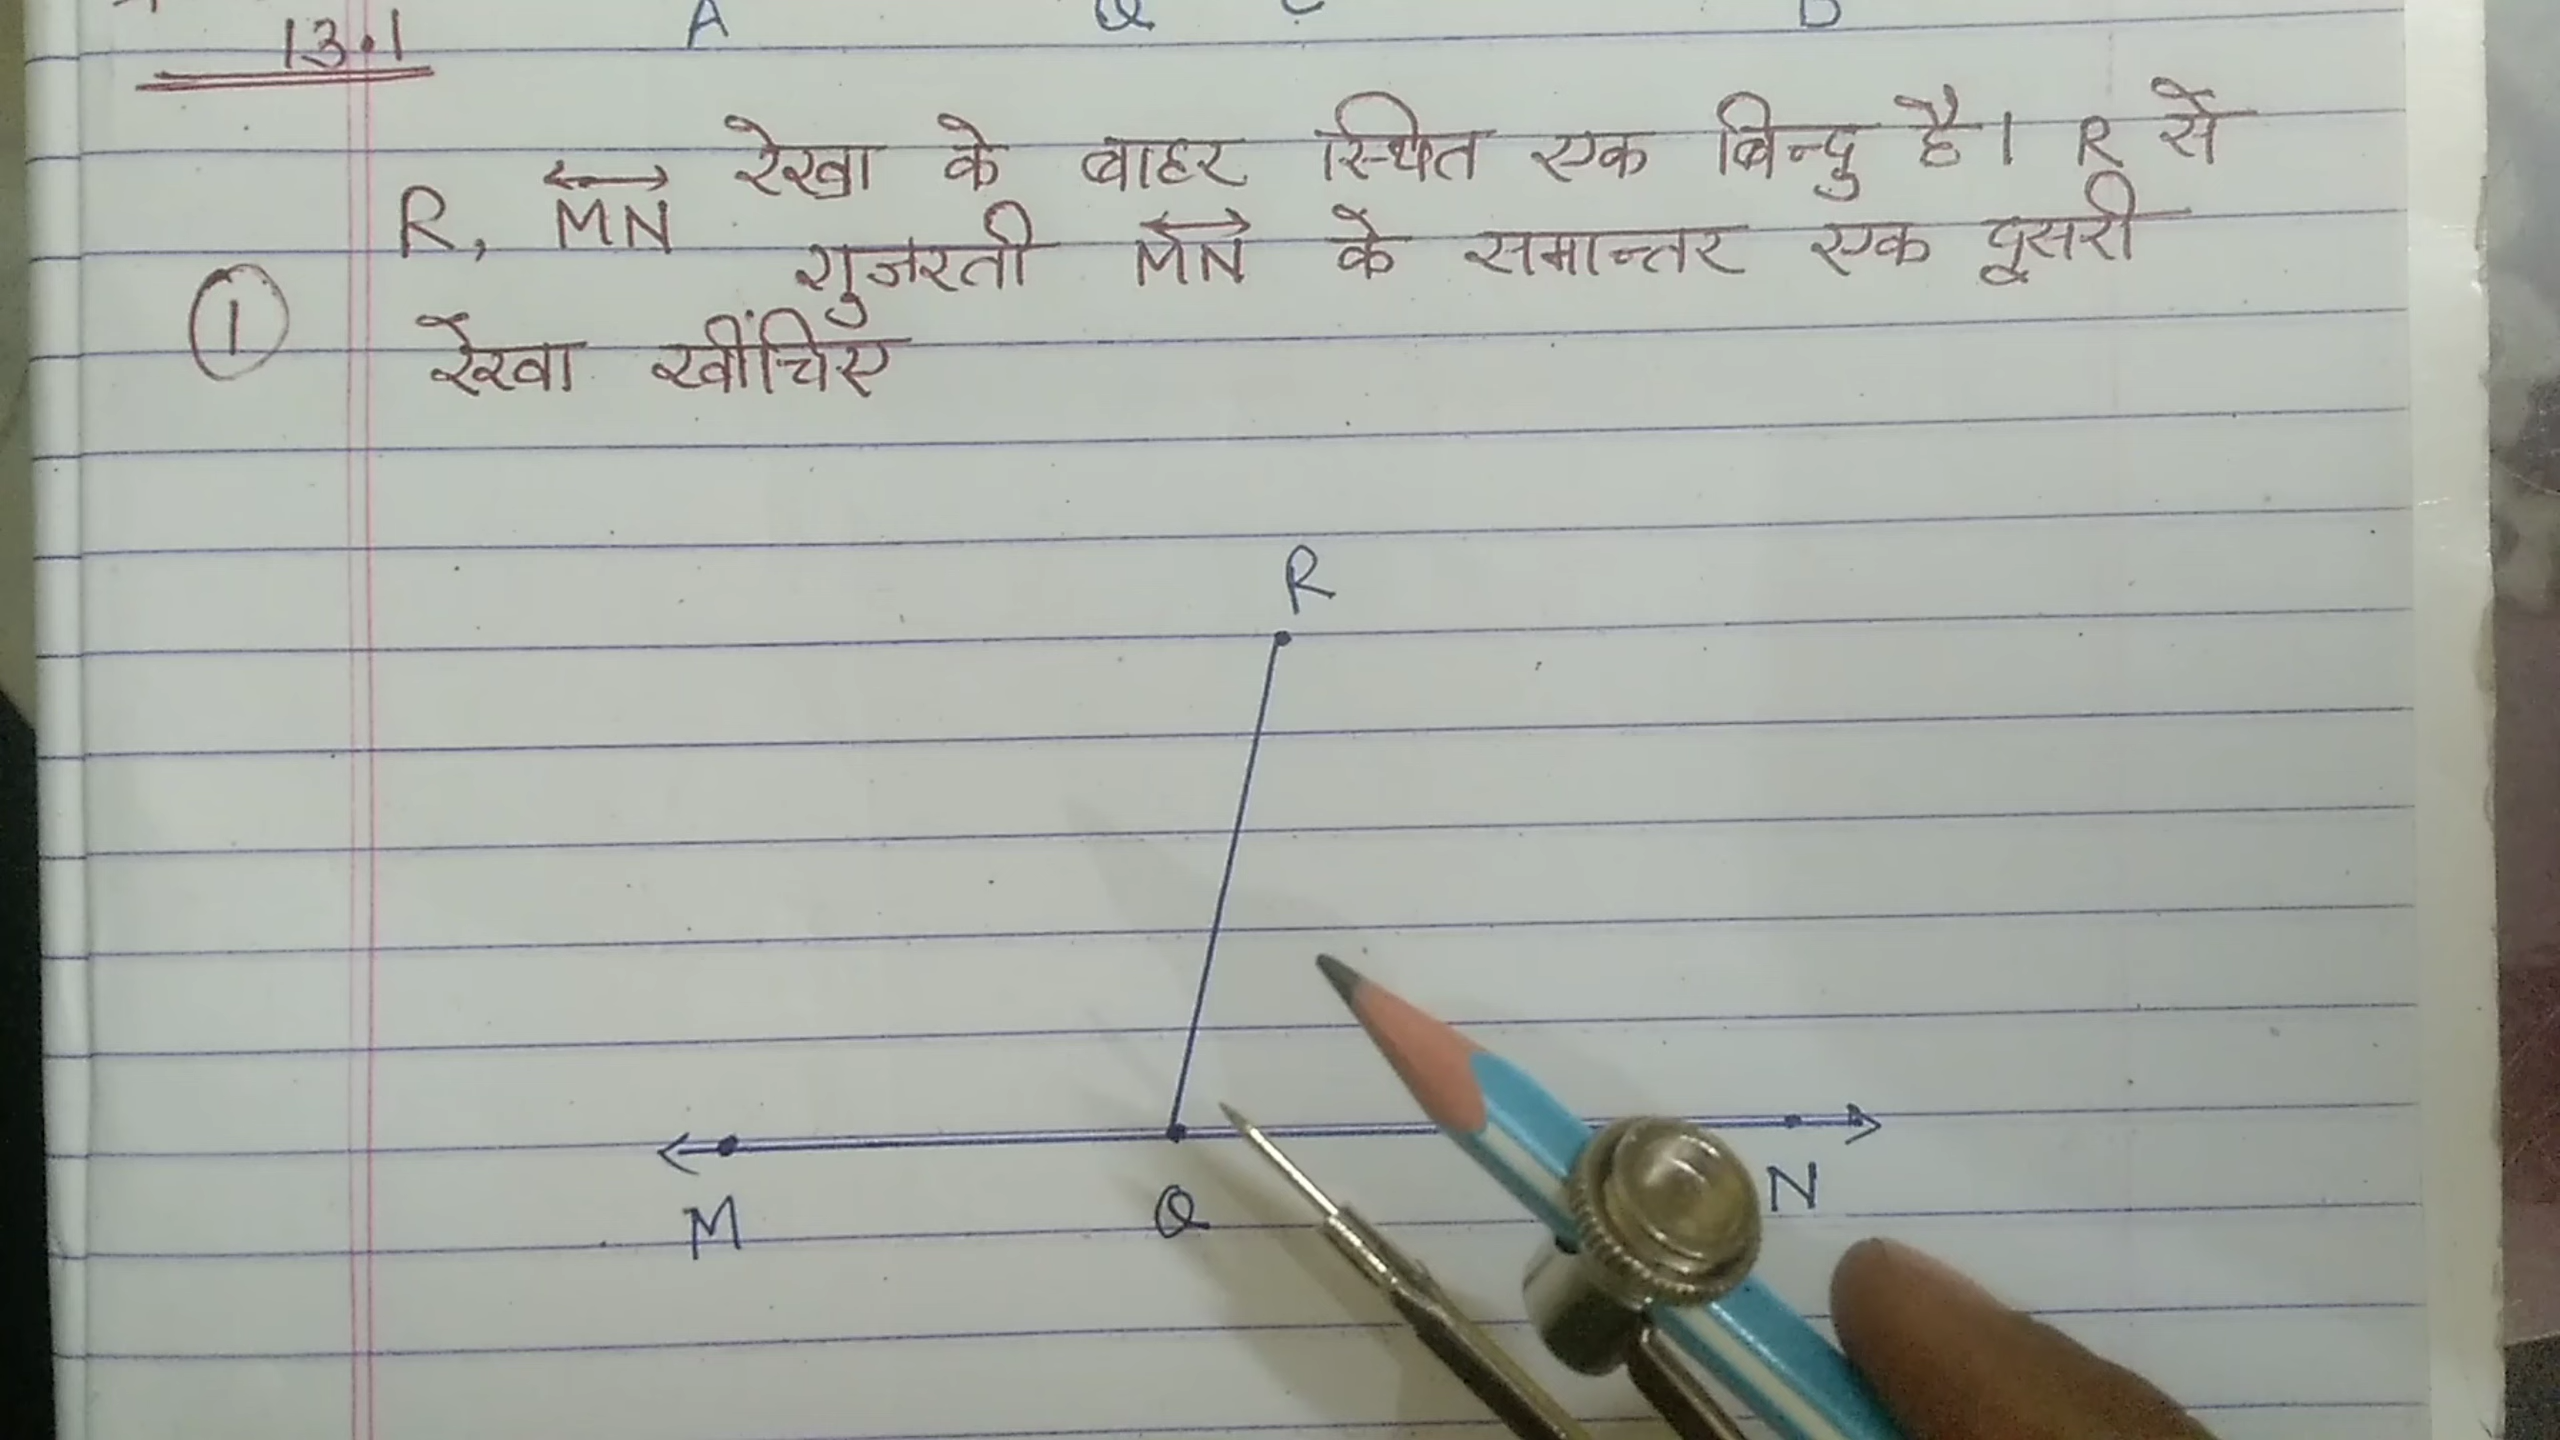 A Q C D
13.1
R, MN रेखा के बाहर स्थित एक बिन्दु है। R से
गुजरती MN के समान्तर एक दूसरी
① रेखा खींचिए
R
M Q N